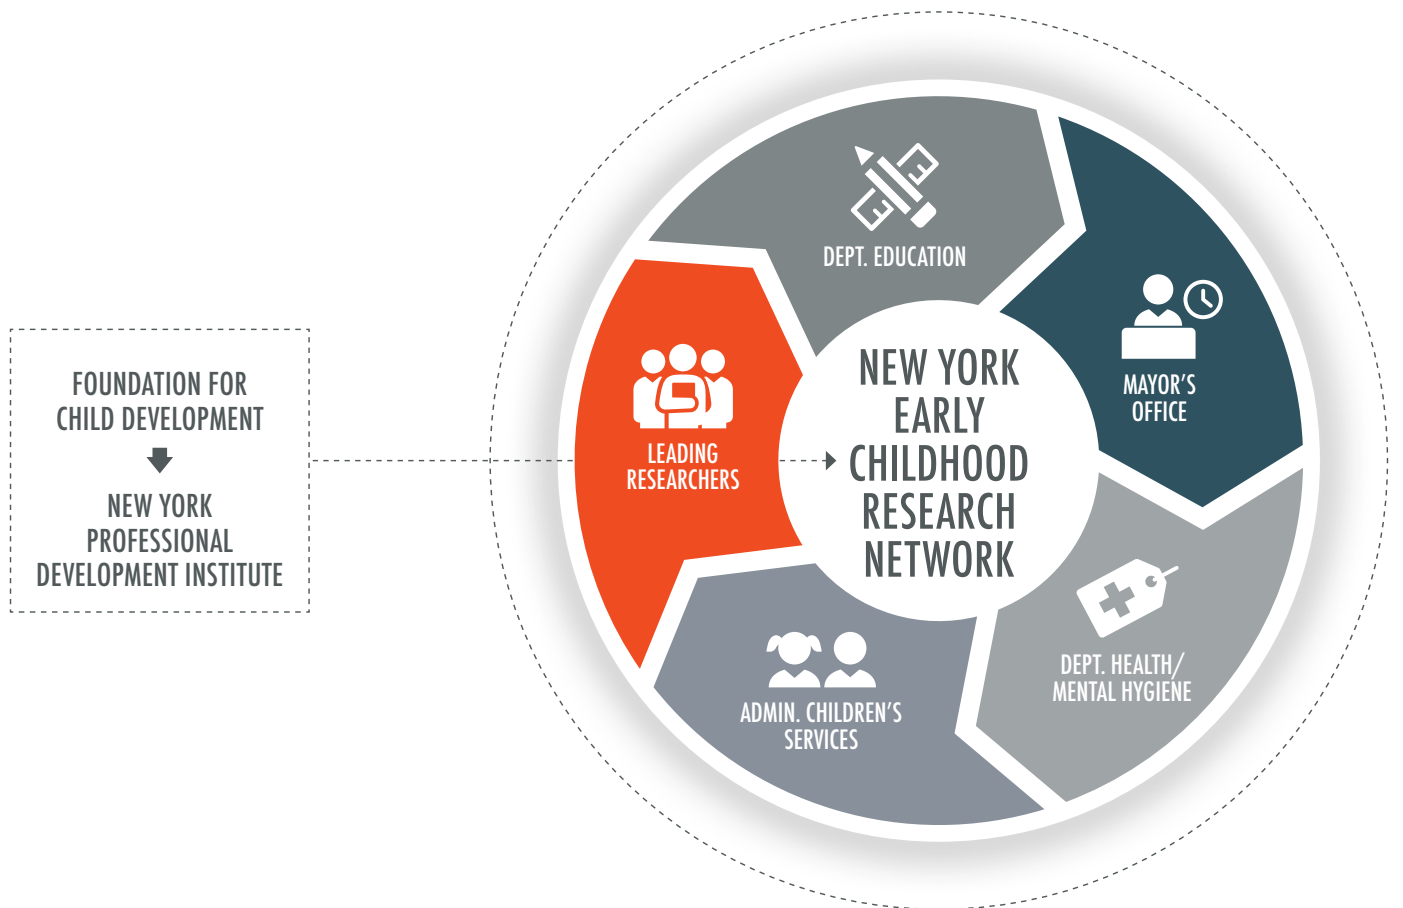 FOUNDATION FOR
CHILD DEVELOPMENT
NEW YORK
PROFESSIONAL
DEVELOPMENT INSTITUTE
DEPT. EDUCATION
MAYOR'S
OFFICE
DEPT. HEALTH/
MENTAL HYGIENE
ADMIN. CHILDREN'S
SERVICES
LEADING
RESEARCHERS
NEW YORK
EARLY
CHILDHOOD
RESEARCH
NETWORK